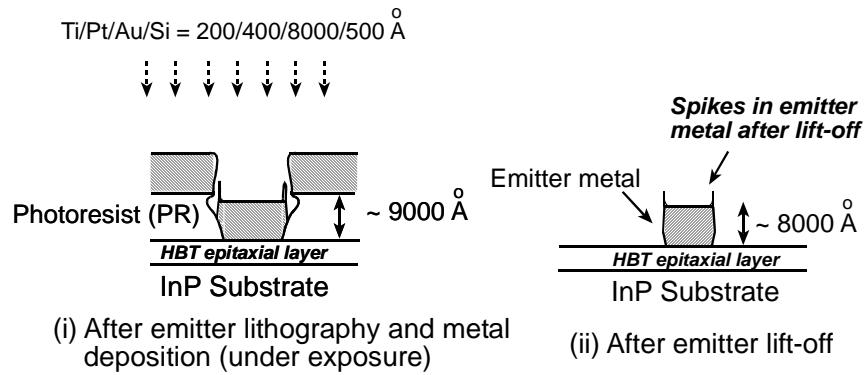 Ti/Pt/Au/Si = 200/400/8000/500 Å
Spikes in emitter
metal after lift-off
Emitter metal
Photoresist (PR)
~ 9000 Å
~ 8000 Å
HBT epitaxial layer
InP Substrate
HBT epitaxial layer
InP Substrate
(i) After emitter lithography and metal
deposition (under exposure)
(ii) After emitter lift-off